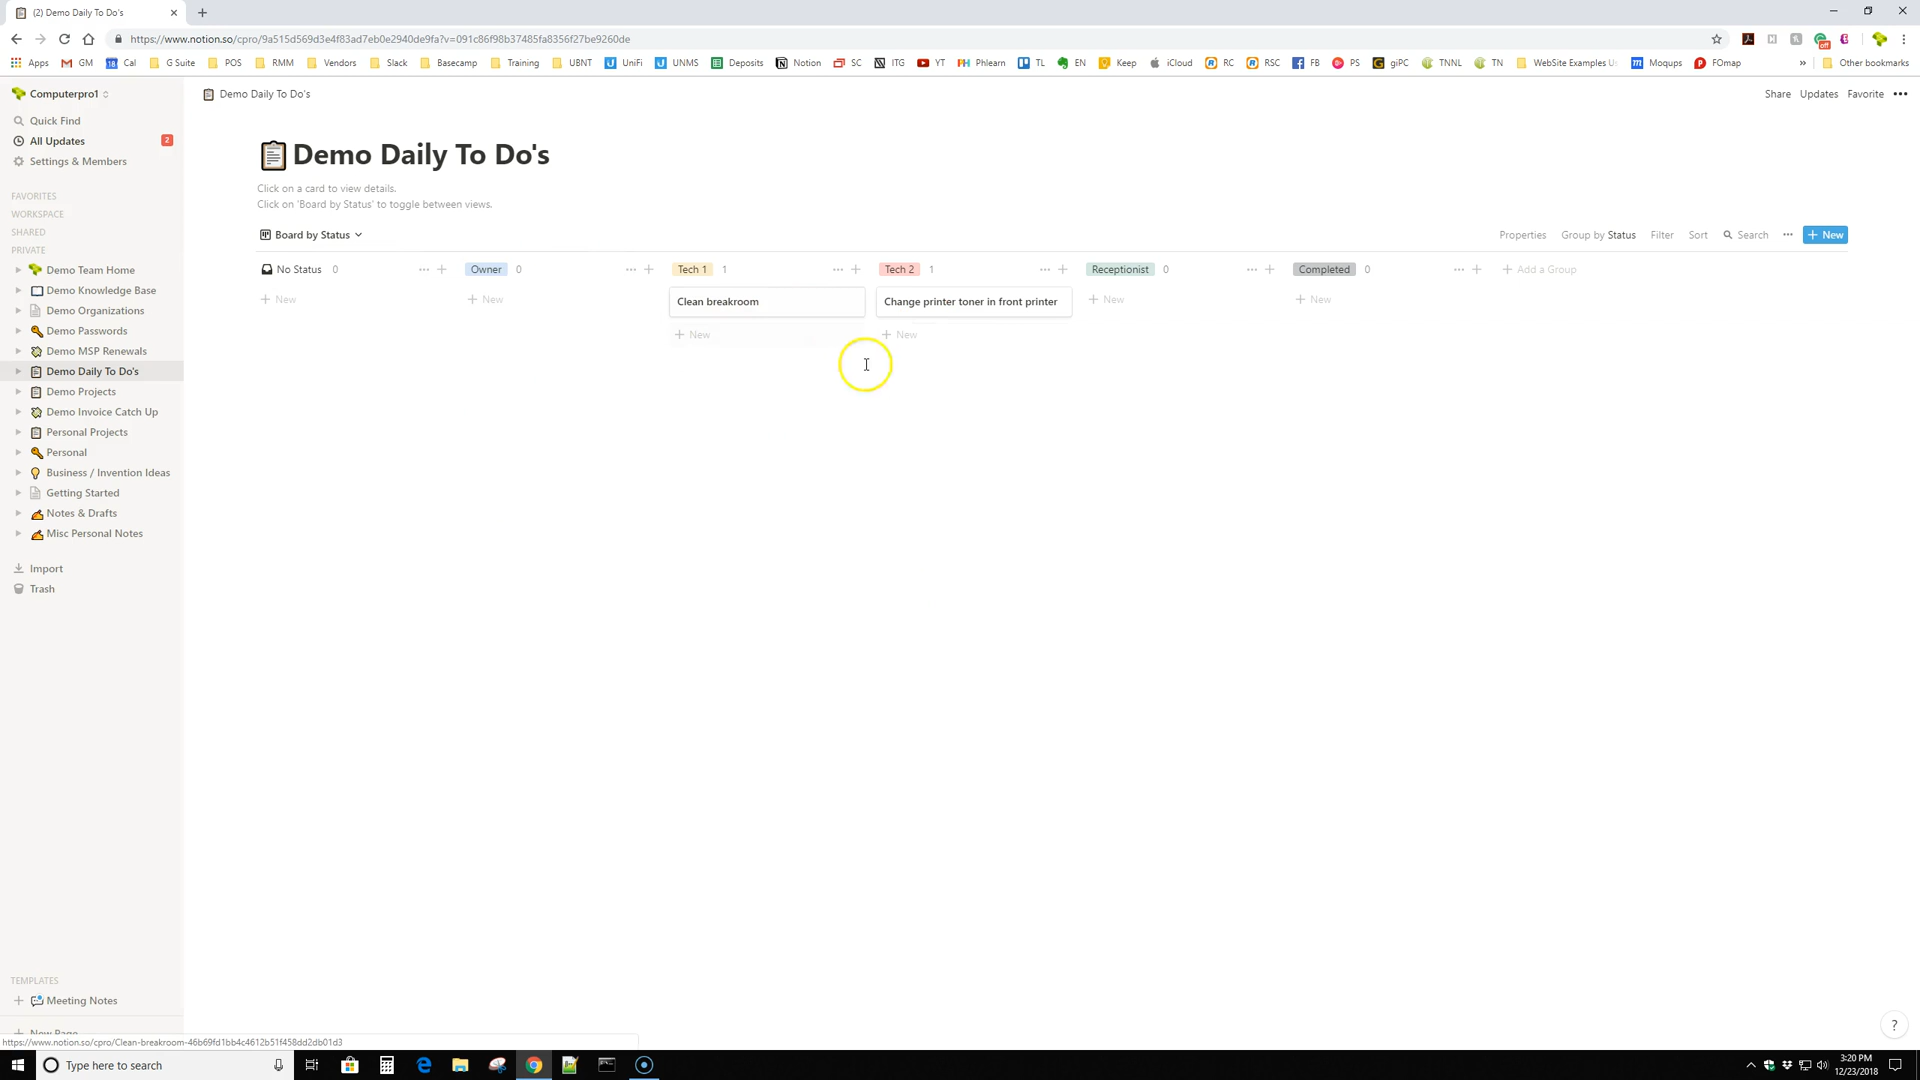 (2) Demo Daily To Do's
https://www.notion.so/cpro/9a515d569d3e4f83ad7eb0e2940de9fa?v=091c86f98b37485fa8356f27be9260de
Apps GM Cal G Suite POS RMM Vendors Slack Basecamp Training UBNT UniFi UNMS Deposits Notion SC ITG YT Phlearn TL EN Keep iCloud RC RSC FB PS giPC TNNL TN WebSite Examples Us Moqups FOmap » Other bookmarks
Computerpro1
Demo Daily To Do's
Share Updates Favorite •••
Quick Find
All Updates 2
Settings & Members
FAVORITES
WORKSPACE
SHARED
PRIVATE
Demo Team Home
Demo Knowledge Base
Demo Organizations
Demo Passwords
Demo MSP Renewals
Demo Daily To Do's
Demo Projects
Demo Invoice Catch Up
Personal Projects
Personal
Business / Invention Ideas
Getting Started
Notes & Drafts
Misc Personal Notes
Import
Trash
TEMPLATES
+ Meeting Notes
+ New Page
Demo Daily To Do's
Click on a card to view details.
Click on 'Board by Status' to toggle between views.
Board by Status
Properties Group by Status Filter Sort Search ••• + New
No Status 0 ••• +
Owner 0 ••• +
Tech 1 1 ••• +
Tech 2 1 ••• +
Receptionist 0 ••• +
Completed 0 ••• +
+ Add a Group
+ New
+ New
Clean breakroom
Change printer toner in front printer
+ New
+ New
+ New
+ New
?
https://www.notion.so/cpro/Clean-breakroom-46b69fd1bb4c4612b51f458dd2db01d3
Type here to search
3:20 PM
12/23/2018